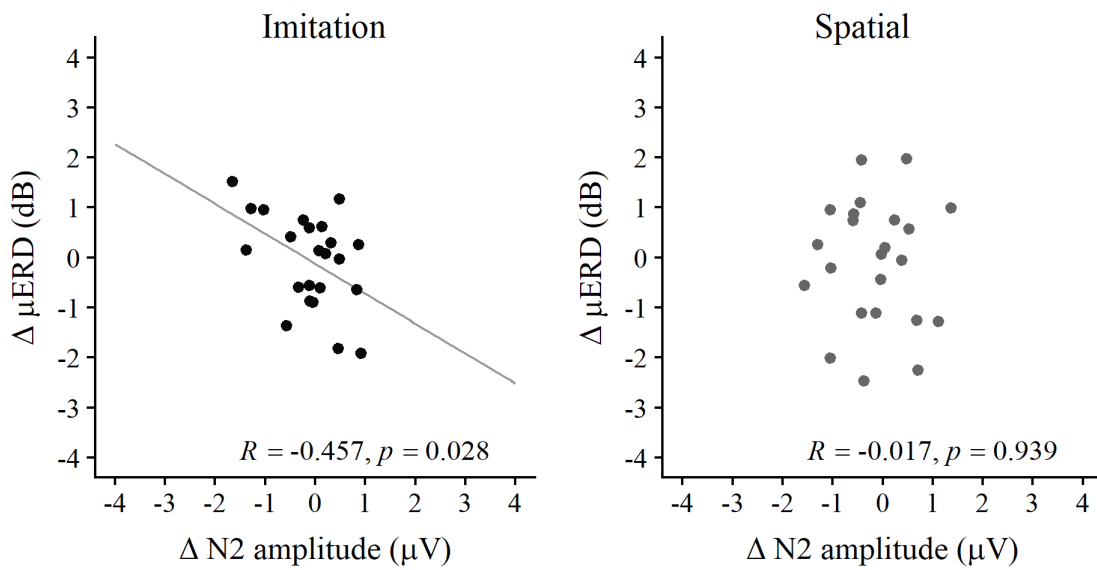 Imitation
4
3
2
1
0
-1
-2
-3
-4
Δ μERD (dB)
R = -0.457, p = 0.028
-4 -3 -2 -1 0 1 2 3 4
Δ N2 amplitude (μV)
Spatial
4
3
2
1
0
-1
-2
-3
-4
Δ μERD (dB)
R = -0.017, p = 0.939
-4 -3 -2 -1 0 1 2 3 4
Δ N2 amplitude (μV)